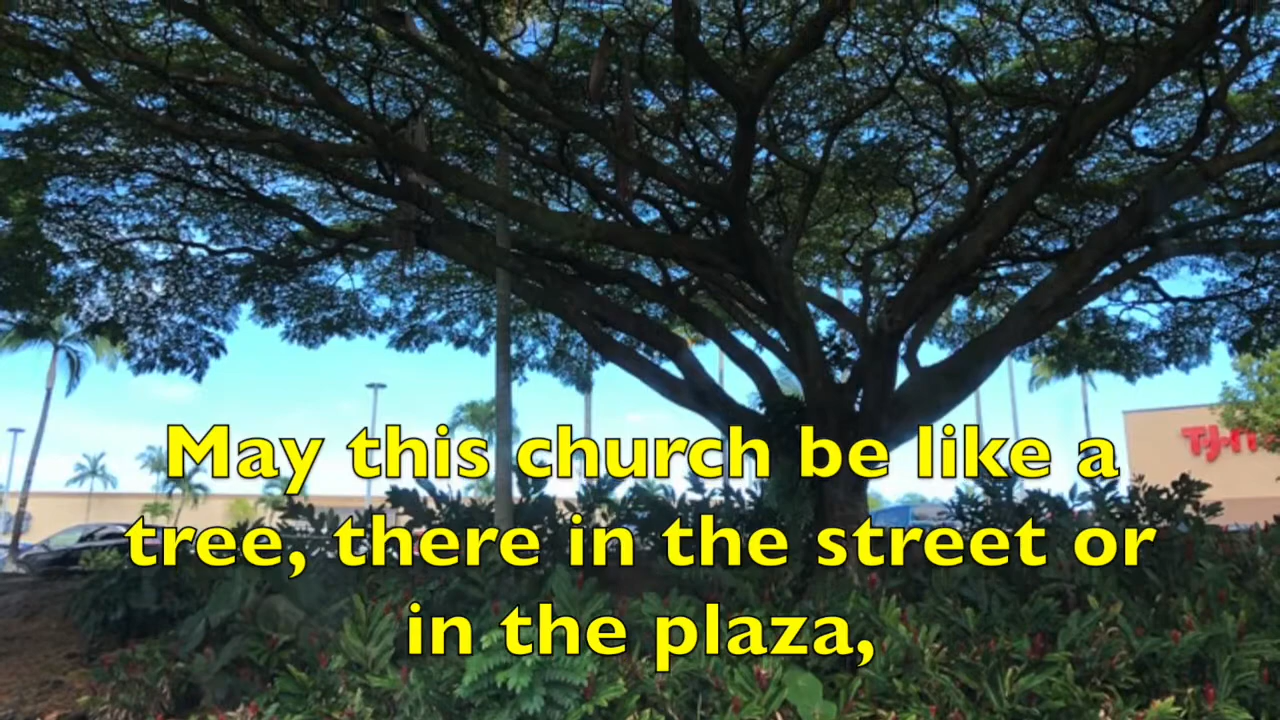 May this church be like a
tree, there in the street or
in the plaza,